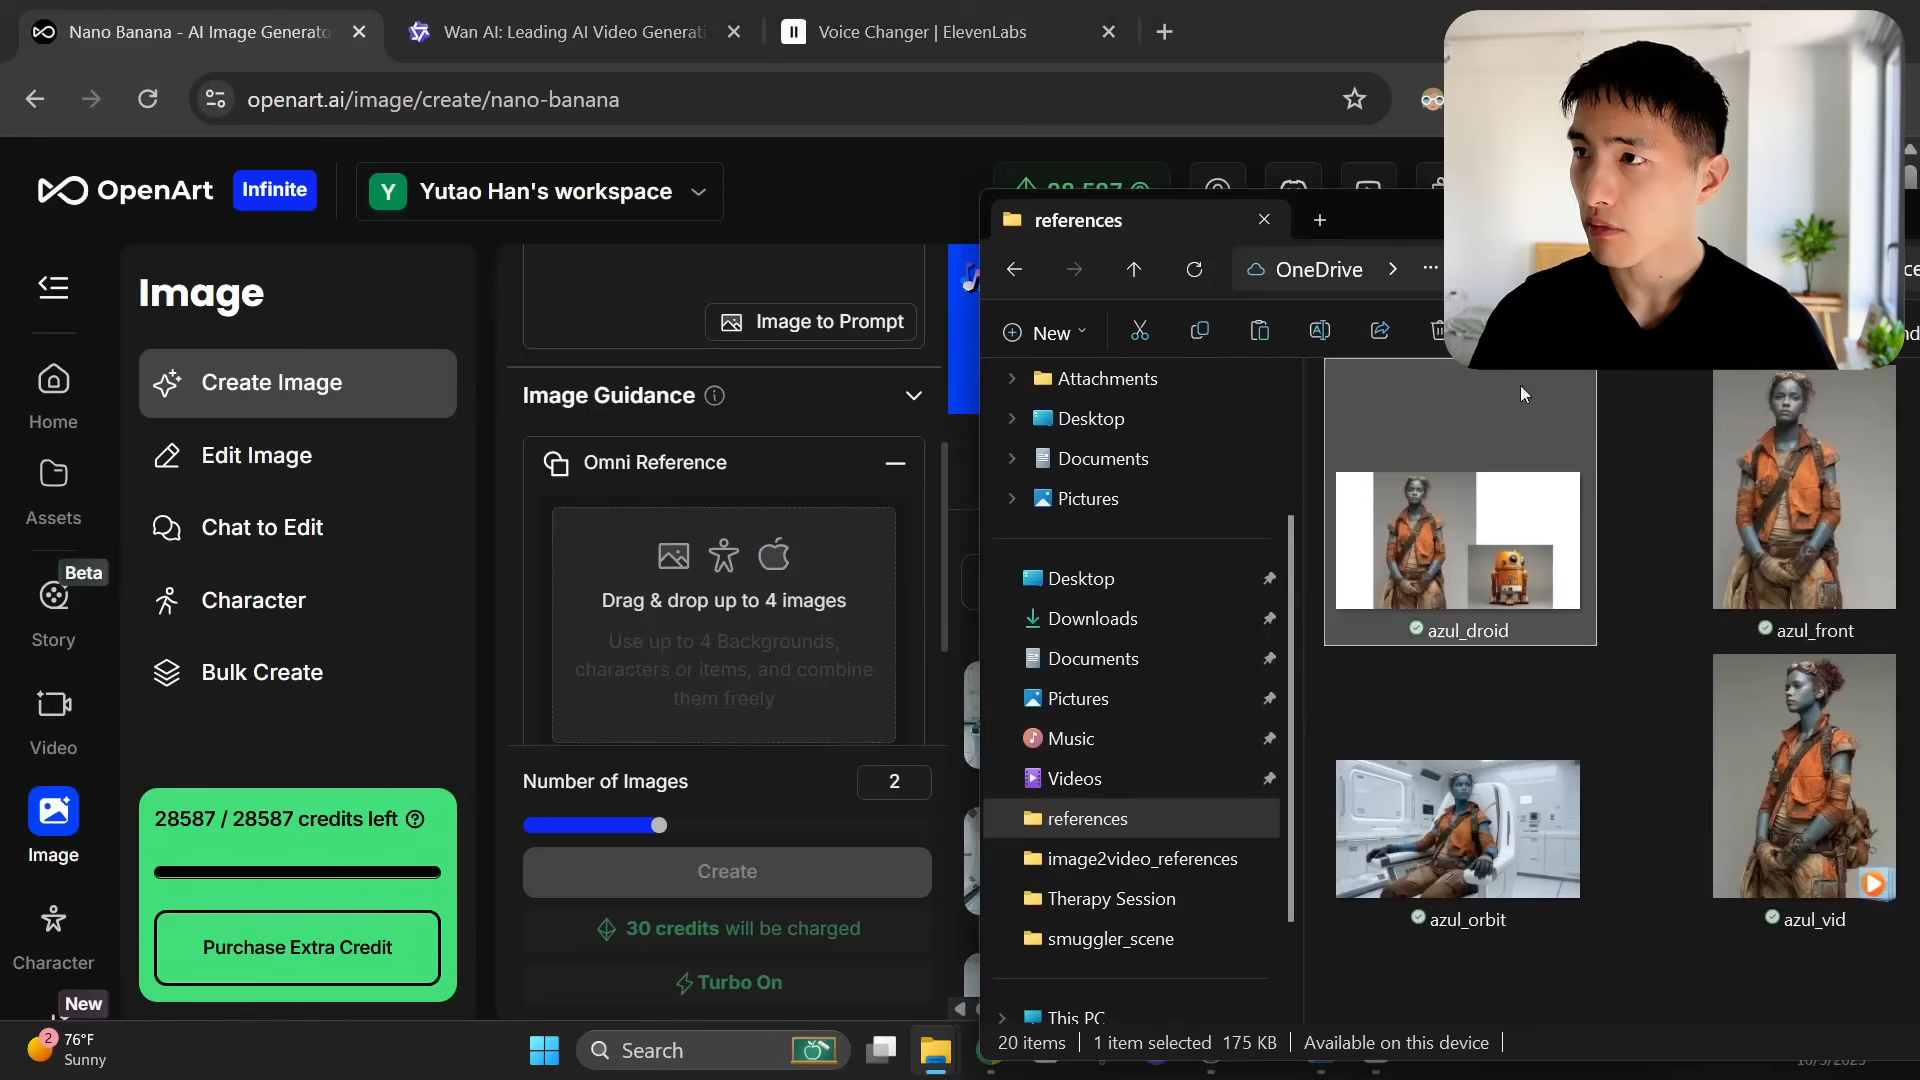 Nano Banana - AI Image Generato
Wan AI: Leading AI Video Generati
Voice Changer | ElevenLabs
openart.ai/image/create/nano-banana
OpenArt
Infinite
Y
Yutao Han's workspace
28,587
references
OneDrive
New
Image
Create Image
Edit Image
Chat to Edit
Character
Bulk Create
28587 / 28587 credits left
Purchase Extra Credit
Home
Assets
Beta
Story
Video
Image
Character
New
Image to Prompt
Image Guidance
Omni Reference
Drag & drop up to 4 images
Use up to 4 Backgrounds,
characters or items, and combine
them freely
Number of Images
2
Create
30 credits will be charged
Turbo On
Attachments
Desktop
Documents
Pictures
Desktop
Downloads
Documents
Pictures
Music
Videos
references
image2video_references
Therapy Session
smuggler_scene
This PC
azul_droid
azul_front
azul_orbit
azul_vid
20 items
1 item selected 175 KB
Available on this device
2
76°F
Sunny
Search